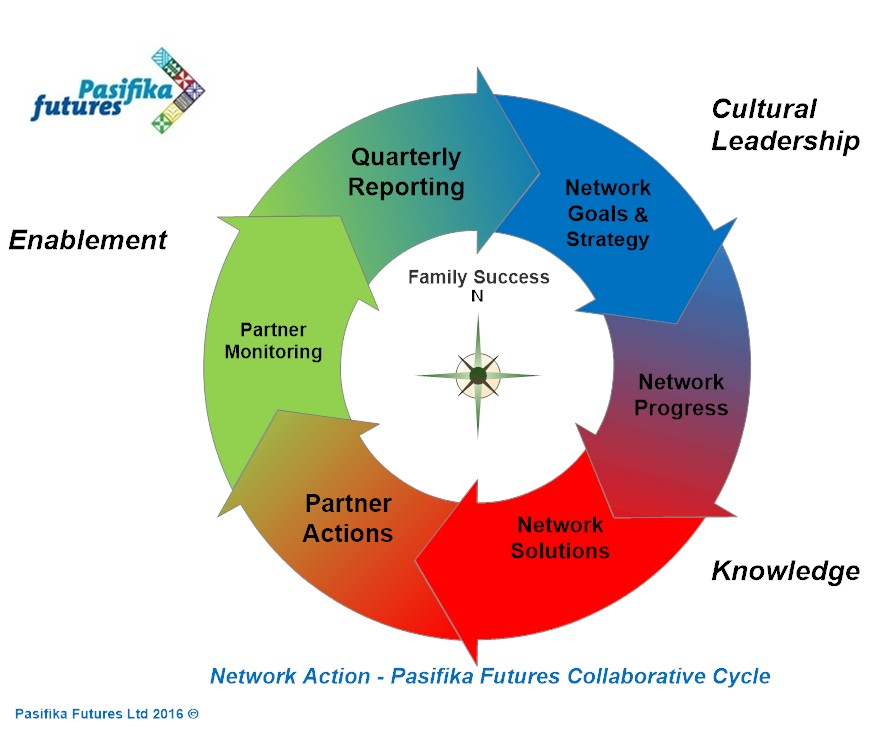 Pasifika
futures
Cultural
Leadership
Quarterly
Reporting
Network
Goals &
Strategy
Enablement
Family Success
N
Partner
Monitoring
Network
Progress
Partner
Actions
Network
Solutions
Knowledge
Network Action - Pasifika Futures Collaborative Cycle
Pasifika Futures Ltd 2016